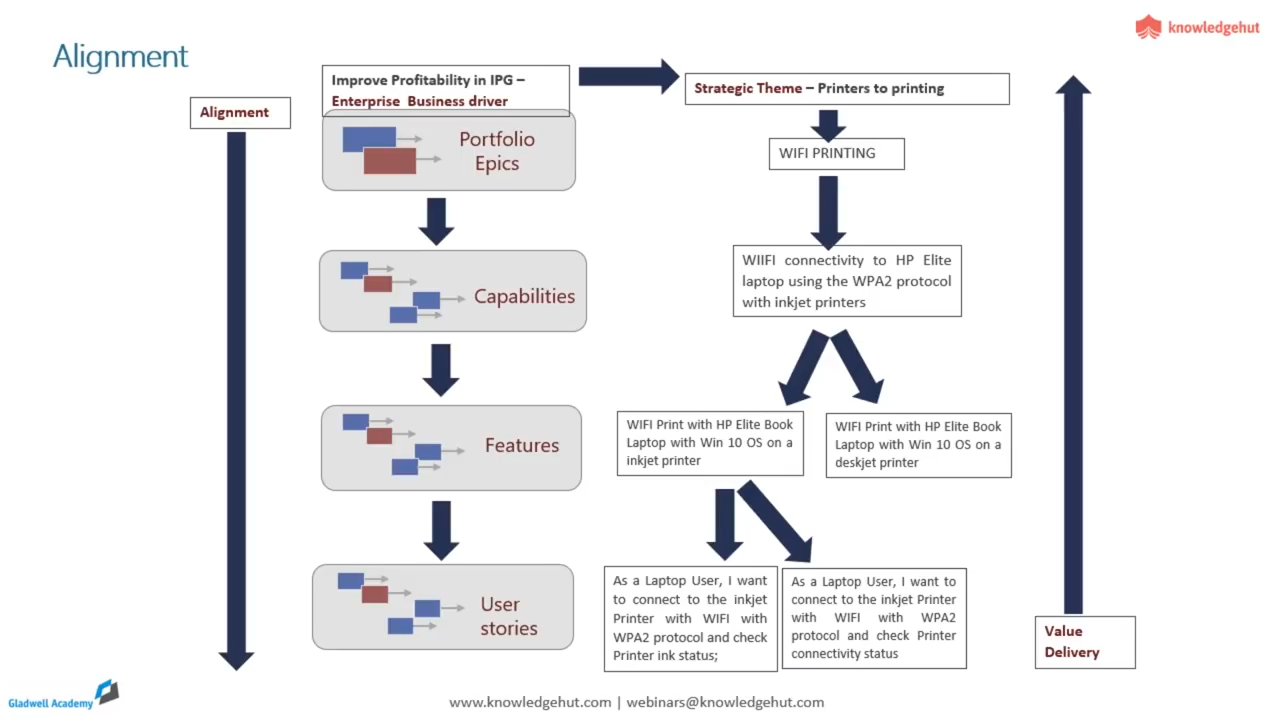 knowledgehut
Alignment
Improve Profitability in IPG –
Enterprise Business driver
Strategic Theme – Printers to printing
Alignment
Portfolio
Epics
WIFI PRINTING
Capabilities
WIIFI connectivity to HP Elite
laptop using the WPA2 protocol
with inkjet printers
Features
WIFI Print with HP Elite Book
Laptop with Win 10 OS on a
inkjet printer
WIFI Print with HP Elite Book
Laptop with Win 10 OS on a
deskjet printer
User
stories
As a Laptop User, I want
to connect to the inkjet
Printer with WIFI with
WPA2 protocol and check
Printer ink status;
As a Laptop User, I want to
connect to the inkjet Printer
with WIFI with WPA2
protocol and check Printer
connectivity status
Value
Delivery
Gladwell Academy
www.knowledgehut.com | webinars@knowledgehut.com